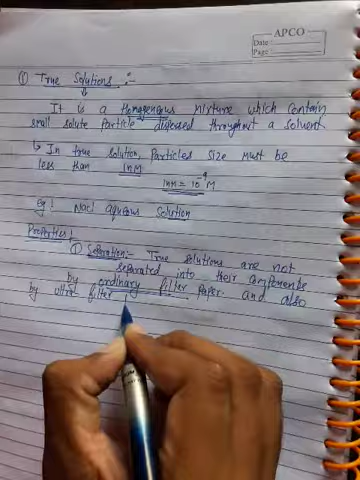 APCO
Date:
Page:
① True Solutions :-
It is a Homogeneous mixture which contain
small solute Particle dispersed throughout a solvent
↳ In true solution, Particles size must be
less than 1nM
1nm = 10⁻⁹ M
Eg! Nacl aqueous Solution
Properties!
① Seperation:- True solutions are not
separated into their components
by ordinary filter paper and also
by ultra filter